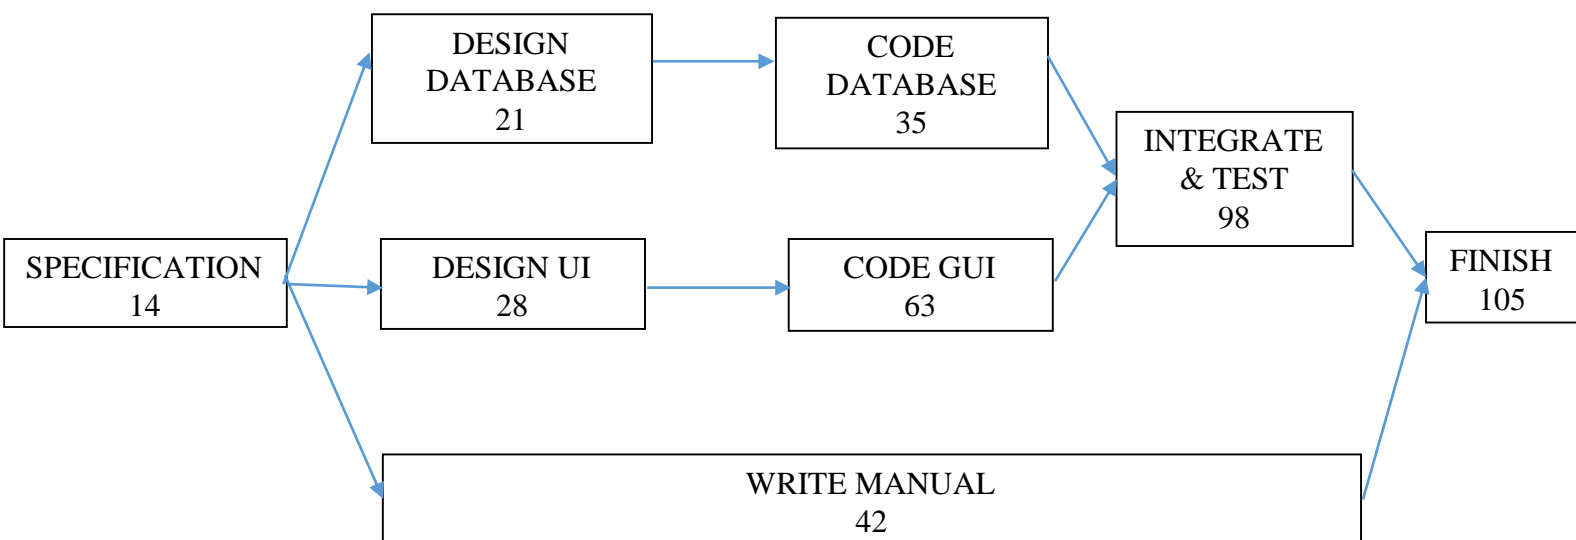 DESIGN
DATABASE
21
CODE
DATABASE
35
INTEGRATE
& TEST
98
SPECIFICATION
14
DESIGN UI
28
CODE GUI
63
FINISH
105
WRITE MANUAL
42